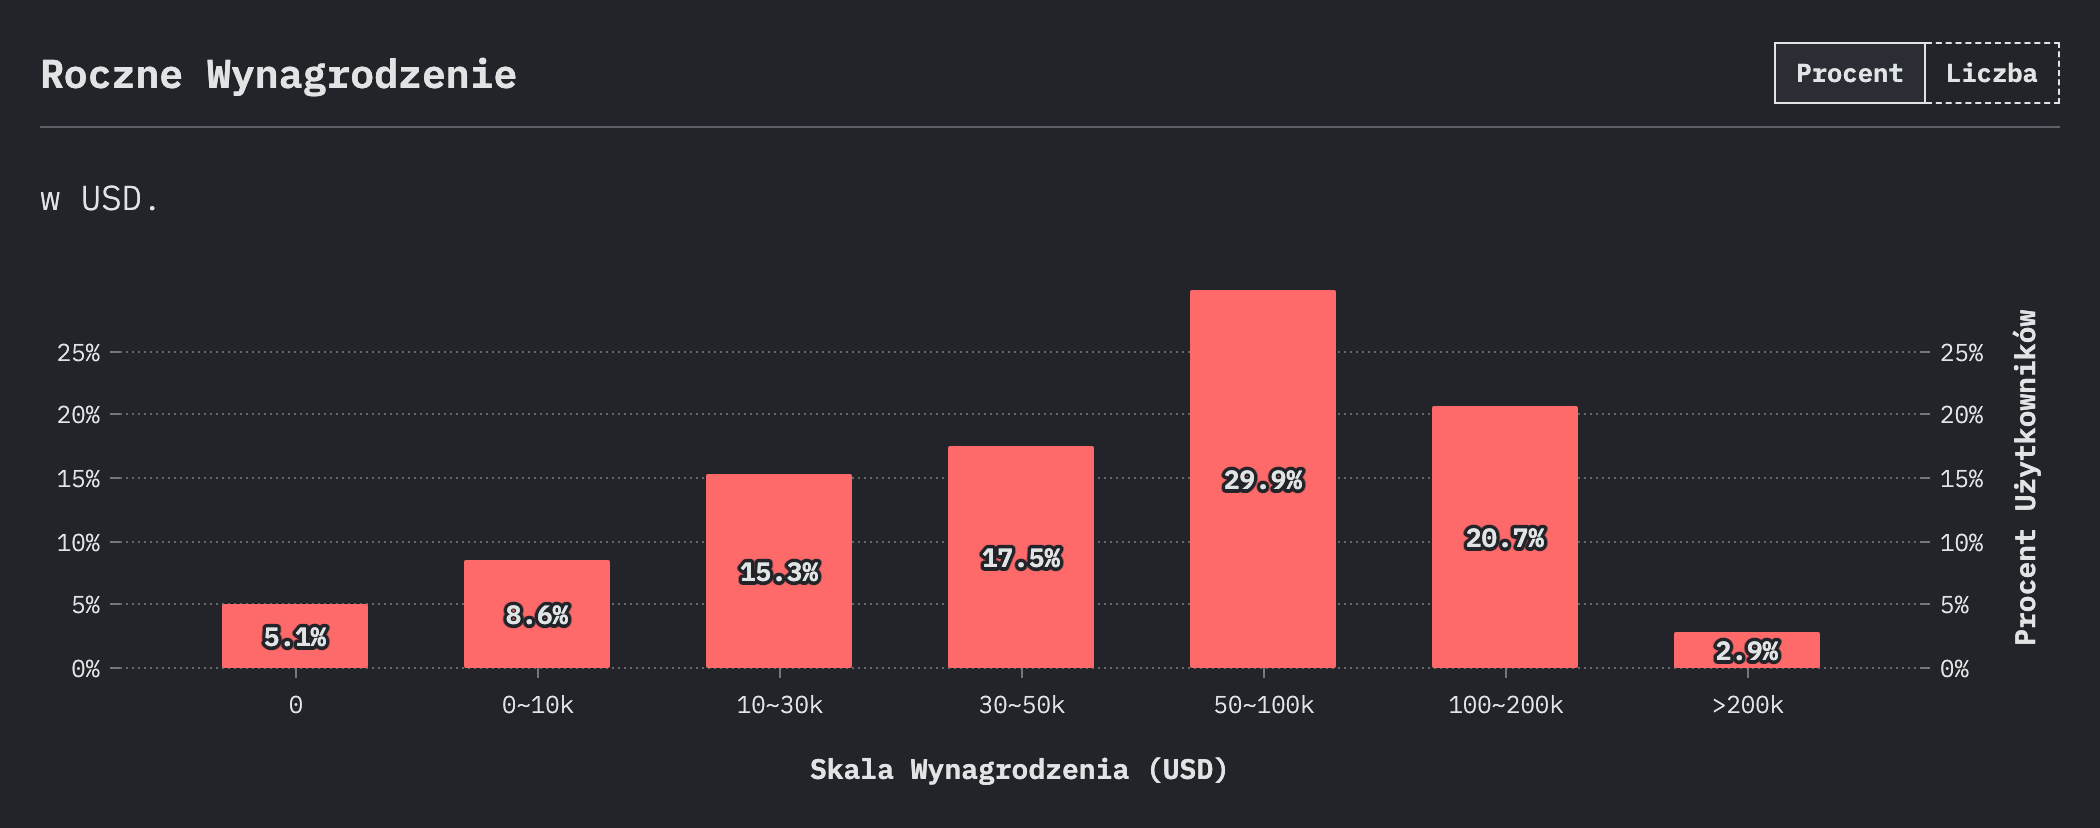 Roczne Wynagrodzenie
Procent Liczba
w USD.
25% 25%
20% 20%
15% 15%
10% 10%
5% 5%
0% 0%
5.1% 8.6% 15.3% 17.5% 29.9% 20.7% 2.9%
0 0~10k 10~30k 30~50k 50~100k 100~200k >200k
Skala Wynagrodzenia (USD)
Procent Użytkowników